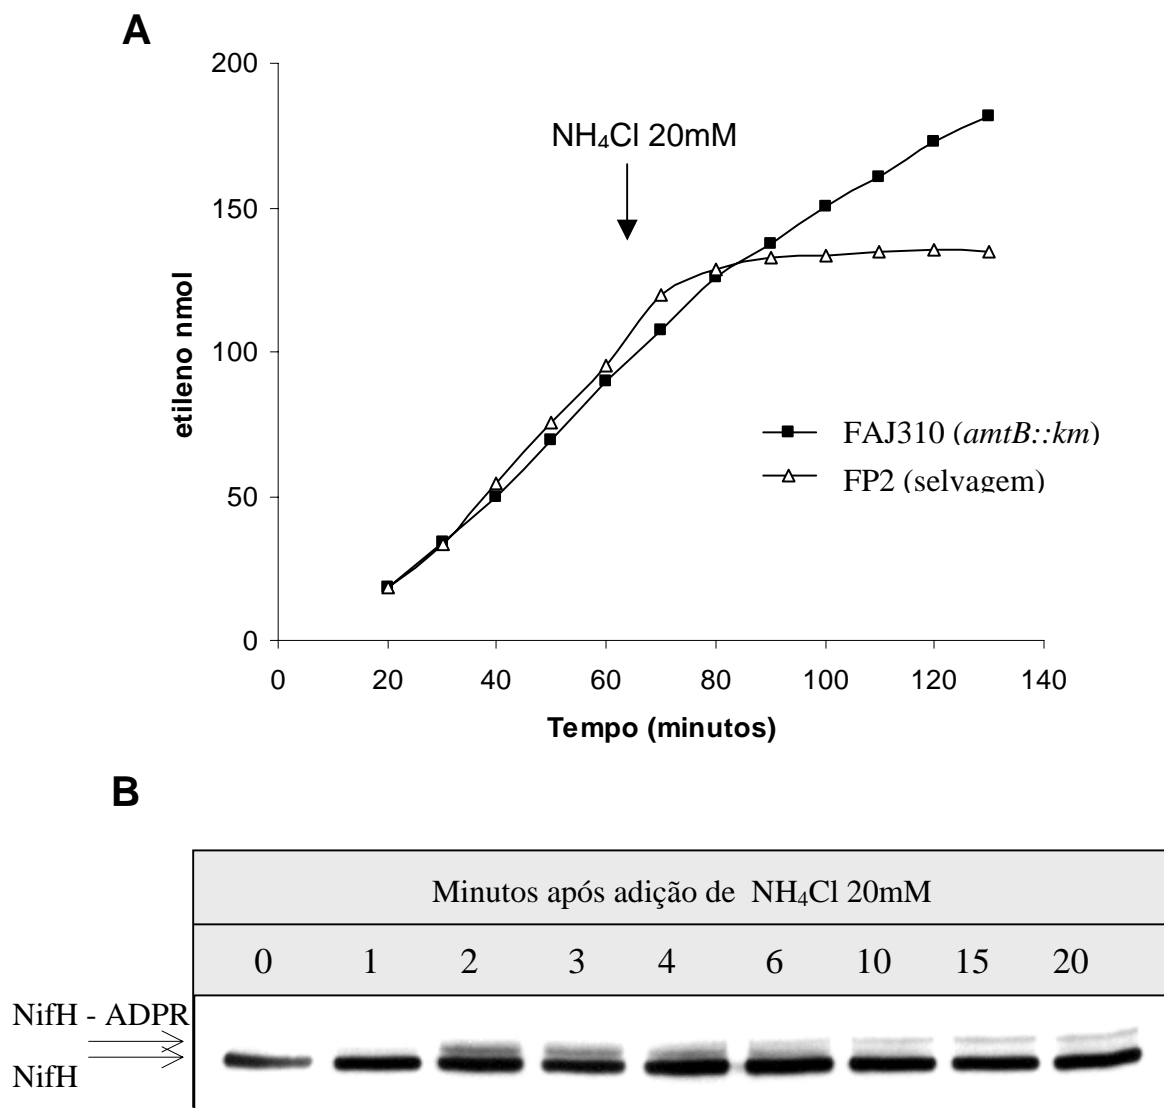 A
200
150
100
50
0
etileno nmol
NH₄Cl 20mM
FAJ310 (amtB::km)
FP2 (selvagem)
0 20 40 60 80 100 120 140
Tempo (minutos)
B
Minutos após adição de NH₄Cl 20mM
0 1 2 3 4 6 10 15 20
NifH - ADPR
NifH